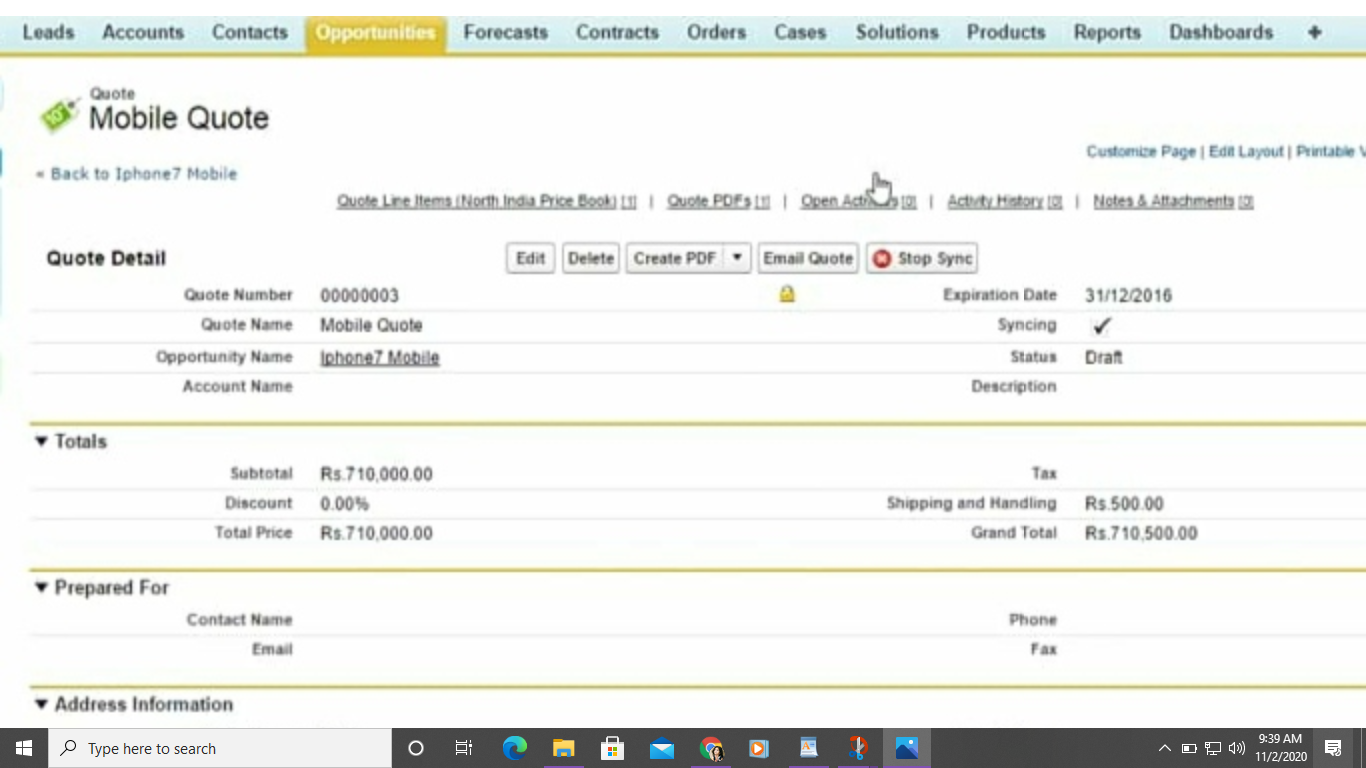 Leads Accounts Contacts Opportunities Forecasts Contracts Orders Cases Solutions Products Reports Dashboards +
Quote
Mobile Quote
Customize Page | Edit Layout | Printable V
« Back to Iphone7 Mobile
Quote Line Items (North India Price Book) [1] | Quote PDFs [1] | Open [0] | Activity History [0] | Notes & Attachments [0]
Quote Detail Edit Delete Create PDF ▼ Email Quote Stop Sync
Quote Number 00000003 Expiration Date 31/12/2016
Quote Name Mobile Quote Syncing ✓
Opportunity Name Iphone7 Mobile Status Draft
Account Name Description
▼ Totals
Subtotal Rs.710,000.00 Tax
Discount 0.00% Shipping and Handling Rs.500.00
Total Price Rs.710,000.00 Grand Total Rs.710,500.00
▼ Prepared For
Contact Name Phone
Email Fax
▼ Address Information
Type here to search 9:39 AM
11/2/2020